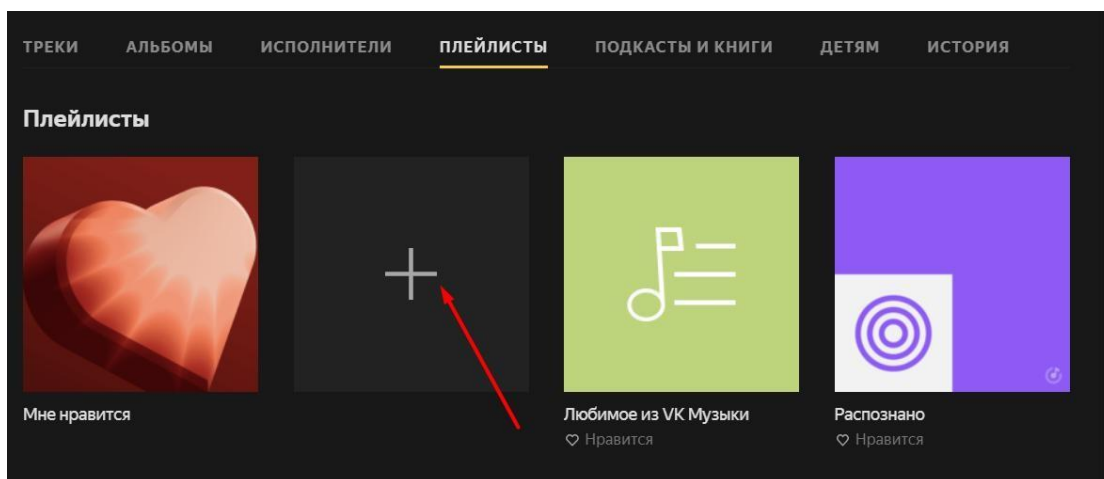 ТРЕКИ АЛЬБОМЫ ИСПОЛНИТЕЛИ ПЛЕЙЛИСТЫ ПОДКАСТЫ И КНИГИ ДЕТЯМ ИСТОРИЯ
Плейлисты
Мне нравится
Любимое из VK Музыки
Нравится
Распознано
Нравится